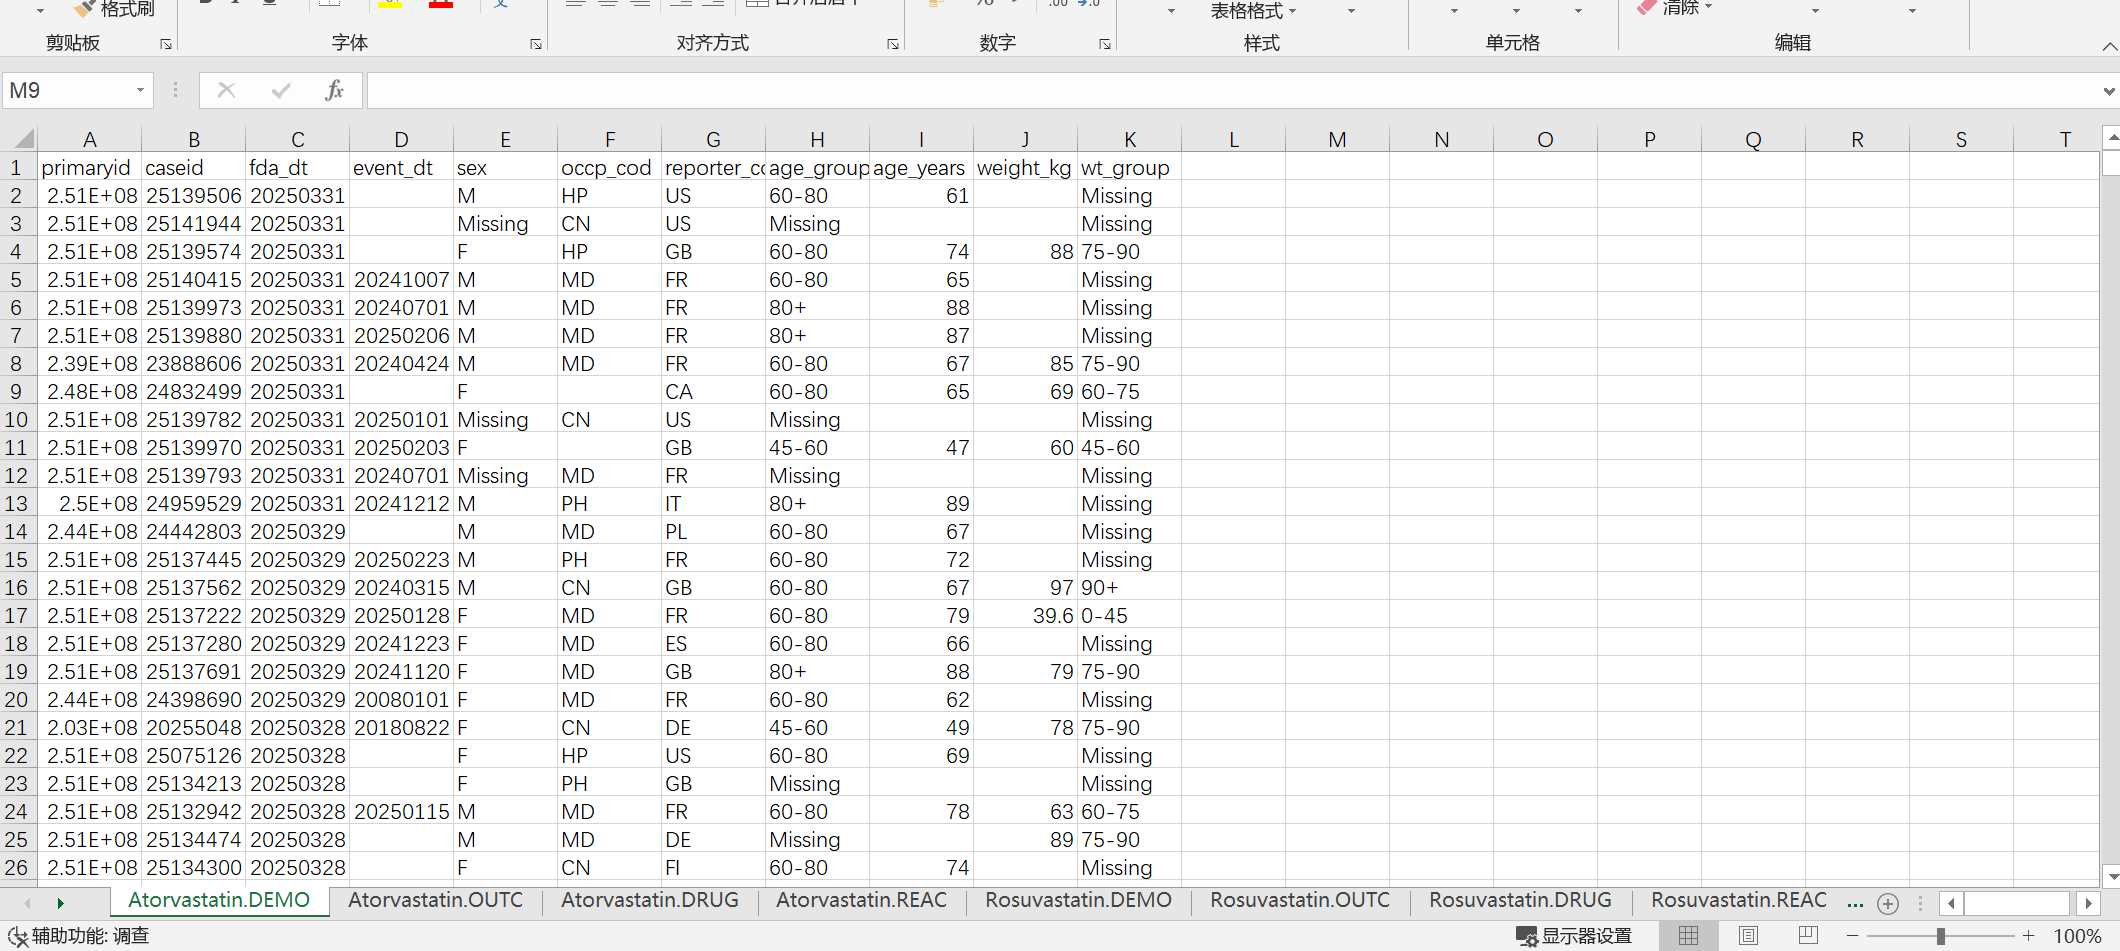 格式刷 表格格式 清除
剪贴板 字体 对齐方式 数字 样式 单元格 编辑
M9 fx
A B C D E F G H I J K L M N O P Q R S T
1 primaryid caseid fda_dt event_dt sex occp_cod reporter_co age_group age_years weight_kg wt_group
2 2.51E+08 25139506 20250331 M HP US 60-80 61 Missing
3 2.51E+08 25141944 20250331 Missing CN US Missing Missing
4 2.51E+08 25139574 20250331 F HP GB 60-80 74 88 75-90
5 2.51E+08 25140415 20250331 20241007 M MD FR 60-80 65 Missing
6 2.51E+08 25139973 20250331 20240701 M MD FR 80+ 88 Missing
7 2.51E+08 25139880 20250331 20250206 M MD FR 80+ 87 Missing
8 2.39E+08 23888606 20250331 20240424 M MD FR 60-80 67 85 75-90
9 2.48E+08 24832499 20250331 F CA 60-80 65 69 60-75
10 2.51E+08 25139782 20250331 20250101 Missing CN US Missing Missing
11 2.51E+08 25139970 20250331 20250203 F GB 45-60 47 60 45-60
12 2.51E+08 25139793 20250331 20240701 Missing MD FR Missing Missing
13 2.5E+08 24959529 20250331 20241212 M PH IT 80+ 89 Missing
14 2.44E+08 24442803 20250329 M MD PL 60-80 67 Missing
15 2.51E+08 25137445 20250329 20250223 M PH FR 60-80 72 Missing
16 2.51E+08 25137562 20250329 20240315 M CN GB 60-80 67 97 90+
17 2.51E+08 25137222 20250329 20250128 F MD FR 60-80 79 39.6 0-45
18 2.51E+08 25137280 20250329 20241223 F MD ES 60-80 66 Missing
19 2.51E+08 25137691 20250329 20241120 F MD GB 80+ 88 79 75-90
20 2.44E+08 24398690 20250329 20080101 F MD FR 60-80 62 Missing
21 2.03E+08 20255048 20250328 20180822 F CN DE 45-60 49 78 75-90
22 2.51E+08 25075126 20250328 F HP US 60-80 69 Missing
23 2.51E+08 25134213 20250328 F PH GB Missing Missing
24 2.51E+08 25132942 20250328 20250115 M MD FR 60-80 78 63 60-75
25 2.51E+08 25134474 20250328 M MD DE Missing 89 75-90
26 2.51E+08 25134300 20250328 F CN FI 60-80 74 Missing
Atorvastatin.DEMO Atorvastatin.OUTC Atorvastatin.DRUG Atorvastatin.REAC Rosuvastatin.DEMO Rosuvastatin.OUTC Rosuvastatin.DRUG Rosuvastatin.REAC ...
辅助功能: 调查 显示器设置 100%